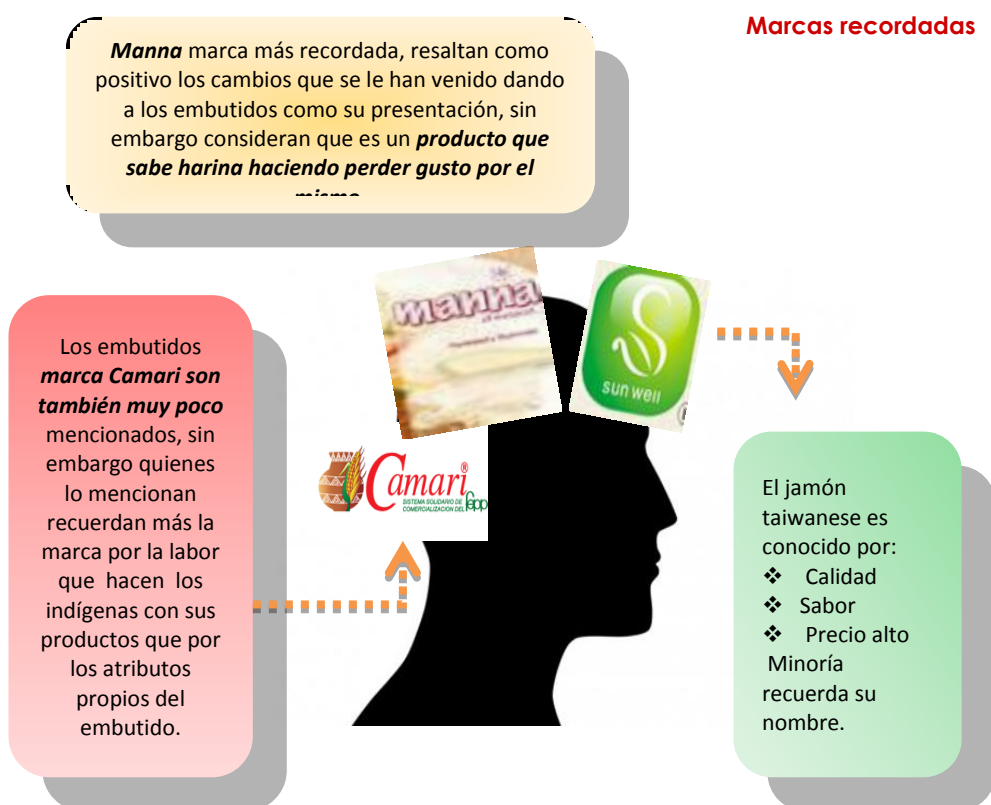 Marcas recordadas
Manna marca más recordada, resaltan como
positivo los cambios que se le han venido dando
a los embutidos como su presentación, sin
embargo consideran que es un producto que
sabe harina haciendo perder gusto por el
mismo
manna
sun well
Camari®
SISTEMA SOLIDARIO DE
COMERCIALIZACION DEL fepp
Los embutidos
marca Camari son
también muy poco
mencionados, sin
embargo quienes
lo mencionan
recuerdan más la
marca por la labor
que hacen los
indígenas con sus
productos que por
los atributos
propios del
embutido.
El jamón
taiwanese es
conocido por:
❖ Calidad
❖ Sabor
❖ Precio alto
Minoría
recuerda su
nombre.